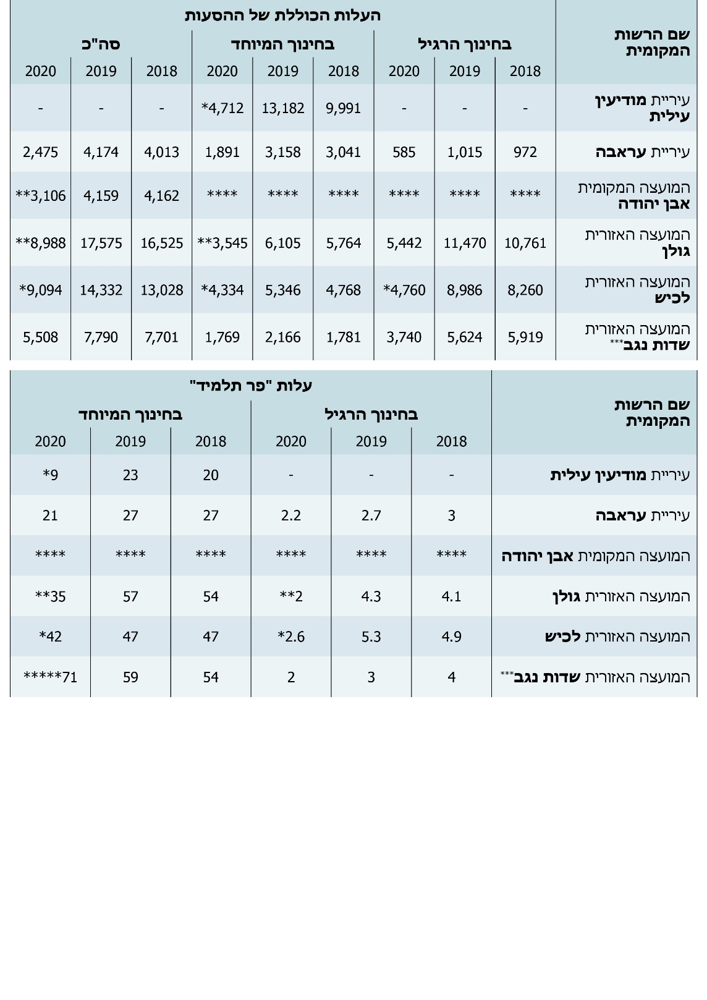 שם הרשות המקומית העלות הכוללת של ההסעות
בחינוך הרגיל בחינוך המיוחד סה"כ
2018 2019 2020 2018 2019 2020 2018 2019 2020
עיריית מודיעין עילית - - - 9,991 13,182 4,712* - - -
עיריית עראבה 972 1,015 585 3,041 3,158 1,891 4,013 4,174 2,475
המועצה המקומית אבן יהודה **** **** **** **** **** **** 4,162 4,159 3,106**
המועצה האזורית גולן 10,761 11,470 5,442 5,764 6,105 3,545** 16,525 17,575 8,988**
המועצה האזורית לכיש 8,260 8,986 4,760* 4,768 5,346 4,334* 13,028 14,332 9,094*
המועצה האזורית שדות נגב*** 5,919 5,624 3,740 1,781 2,166 1,769 7,701 7,790 5,508
שם הרשות המקומית עלות "פר תלמיד"
בחינוך הרגיל בחינוך המיוחד
2018 2019 2020 2018 2019 2020
עיריית מודיעין עילית - - - 20 23 9*
עיריית עראבה 3 2.7 2.2 27 27 21
המועצה המקומית אבן יהודה **** **** **** **** **** ****
המועצה האזורית גולן 4.1 4.3 2** 54 57 35**
המועצה האזורית לכיש 4.9 5.3 2.6* 47 47 42*
המועצה האזורית שדות נגב*** 4 3 2 54 59 71*****